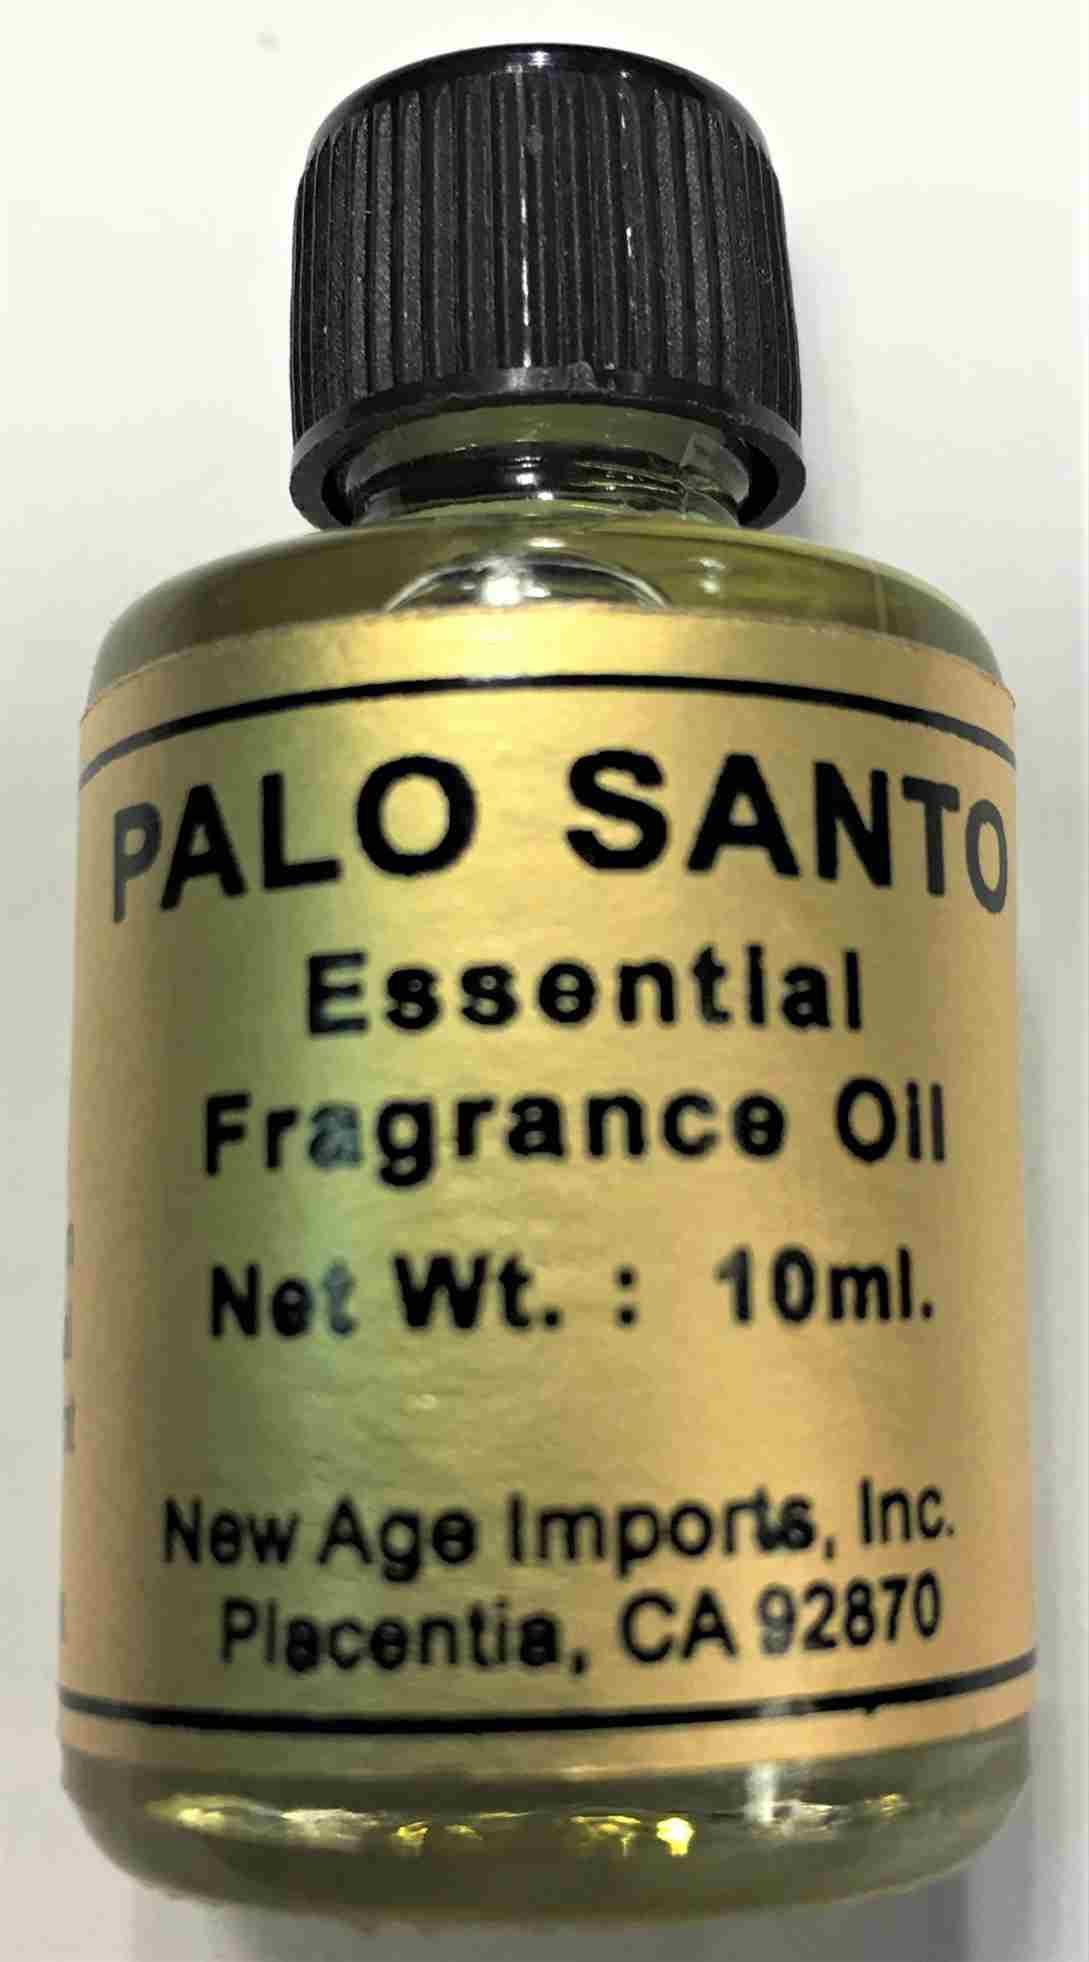 PALO SANTO
Essential
Fragrance Oil
Net Wt. : 10ml.
New Age Imports, Inc.
Placentia, CA 92870